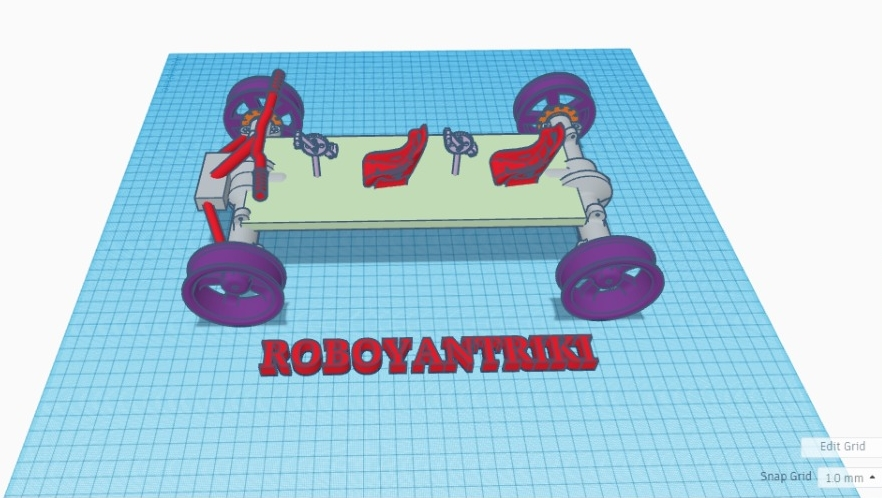 ROBOYANTRIKI
Edit Grid
Snap Grid 1.0 mm